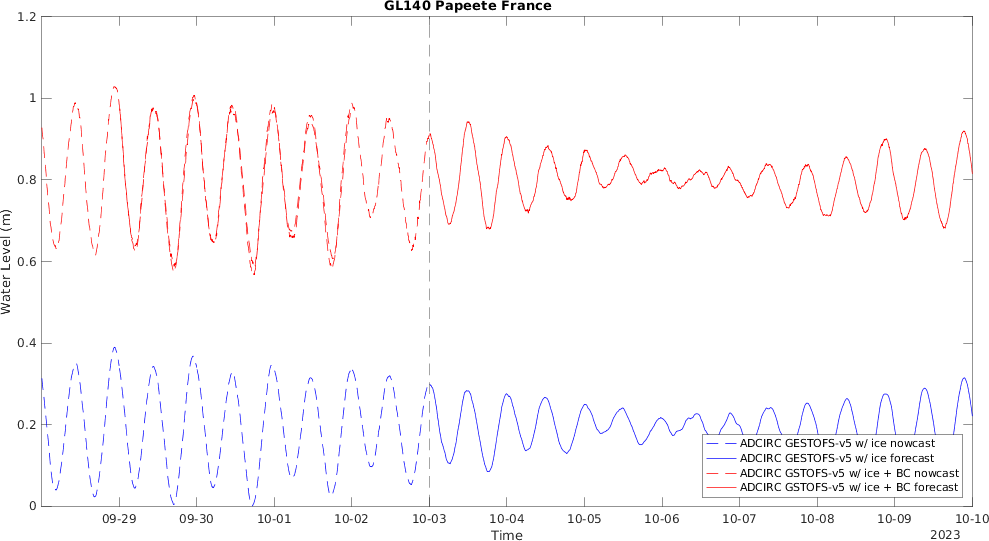 GL140 Papeete France
1.2
1
0.8
0.6
0.4
0.2
0
Water Level (m)
ADCIRC GESTOFS-v5 w/ ice nowcast
ADCIRC GESTOFS-v5 w/ ice forecast
ADCIRC GSTOFS-v5 w/ ice + BC nowcast
ADCIRC GSTOFS-v5 w/ ice + BC forecast
09-29 09-30 10-01 10-02 10-03 10-04 10-05 10-06 10-07 10-08 10-09 10-10
Time
2023